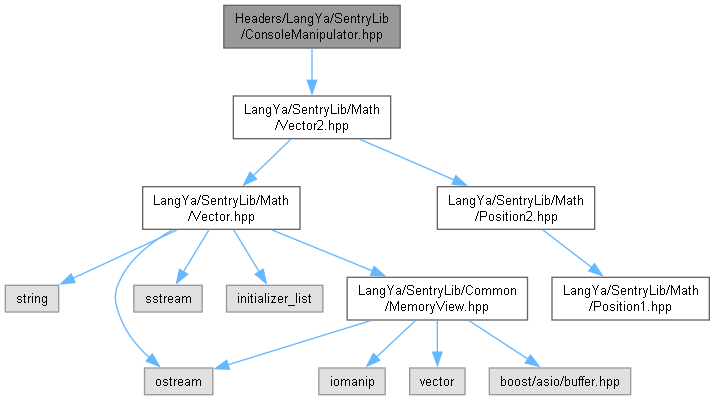 Headers/LangYa/SentryLib
/ConsoleManipulator.hpp
LangYa/SentryLib/Math
/Vector2.hpp
LangYa/SentryLib/Math
/Vector.hpp
LangYa/SentryLib/Math
/Position2.hpp
string
sstream
initializer_list
LangYa/SentryLib/Common
/MemoryView.hpp
LangYa/SentryLib/Math
/Position1.hpp
ostream
iomanip
vector
boost/asio/buffer.hpp